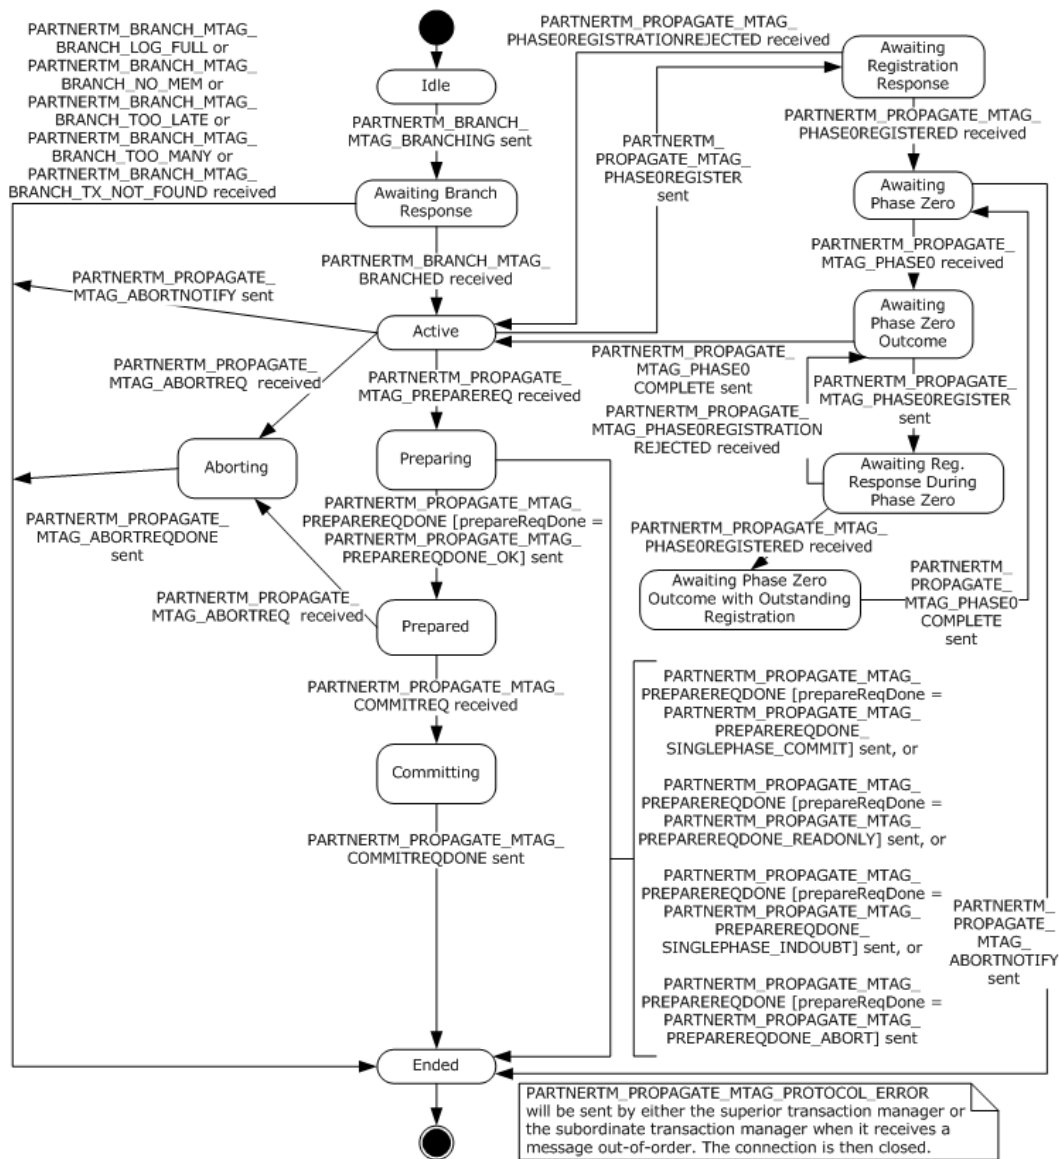 PARTNERTM_BRANCH_MTAG_
BRANCH_LOG_FULL or
PARTNERTM_BRANCH_MTAG_
BRANCH_NO_MEM or
PARTNERTM_BRANCH_MTAG_
BRANCH_TOO_LATE or
PARTNERTM_BRANCH_MTAG_
BRANCH_TOO_MANY or
PARTNERTM_BRANCH_MTAG_
BRANCH_TX_NOT_FOUND received
Idle
PARTNERTM_BRANCH_
MTAG_BRANCHING sent
Awaiting Branch
Response
PARTNERTM_BRANCH_MTAG_
BRANCHED received
PARTNERTM_PROPAGATE_MTAG_
PHASE0REGISTRATIONREJECTED received
Awaiting
Registration
Response
PARTNERTM_
PROPAGATE_MTAG_
PHASE0REGISTER
sent
PARTNERTM_PROPAGATE_MTAG_
PHASE0REGISTERED received
Awaiting
Phase Zero
PARTNERTM_PROPAGATE_
MTAG_PHASE0 received
Awaiting
Phase Zero
Outcome
PARTNERTM_PROPAGATE_
MTAG_ABORTNOTIFY sent
Active
PARTNERTM_PROPAGATE_
MTAG_ABORTREQ received
PARTNERTM_PROPAGATE_
MTAG_PREPAREREQ received
PARTNERTM_PROPAGATE_
MTAG_PHASE0
COMPLETE sent
PARTNERTM_PROPAGATE_
MTAG_PHASE0REGISTER
sent
PARTNERTM_PROPAGATE_
MTAG_PHASE0REGISTRATION
REJECTED received
Aborting
Preparing
Awaiting Reg.
Response During
Phase Zero
PARTNERTM_PROPAGATE_
MTAG_ABORTREQDONE
sent
PARTNERTM_PROPAGATE_MTAG_
PREPAREREQDONE [prepareReqDone =
PARTNERTM_PROPAGATE_MTAG_
PREPAREREQDONE_OK] sent
PARTNERTM_PROPAGATE_MTAG_
PHASE0REGISTERED received
Awaiting Phase Zero
Outcome with Outstanding
Registration
PARTNERTM_
PROPAGATE_
MTAG_PHASE0
COMPLETE
sent
PARTNERTM_PROPAGATE_
MTAG_ABORTREQ received
Prepared
PARTNERTM_PROPAGATE_MTAG_
COMMITREQ received
Committing
PARTNERTM_PROPAGATE_MTAG_
COMMITREQDONE sent
PARTNERTM_PROPAGATE_MTAG_
PREPAREREQDONE [prepareReqDone =
PARTNERTM_PROPAGATE_MTAG_
PREPAREREQDONE_
SINGLEPHASE_COMMIT] sent, or
PARTNERTM_PROPAGATE_MTAG_
PREPAREREQDONE [prepareReqDone =
PARTNERTM_PROPAGATE_MTAG_
PREPAREREQDONE_READONLY] sent, or
PARTNERTM_PROPAGATE_MTAG_
PREPAREREQDONE [prepareReqDone =
PARTNERTM_PROPAGATE_MTAG_
PREPAREREQDONE_
SINGLEPHASE_INDOUBT] sent, or
PARTNERTM_PROPAGATE_MTAG_
PREPAREREQDONE [prepareReqDone =
PARTNERTM_PROPAGATE_MTAG_
PREPAREREQDONE_ABORT] sent
PARTNERTM_
PROPAGATE_
MTAG_
ABORTNOTIFY
sent
Ended
PARTNERTM_PROPAGATE_MTAG_PROTOCOL_ERROR
will be sent by either the superior transaction manager or
the subordinate transaction manager when it receives a
message out-of-order. The connection is then closed.